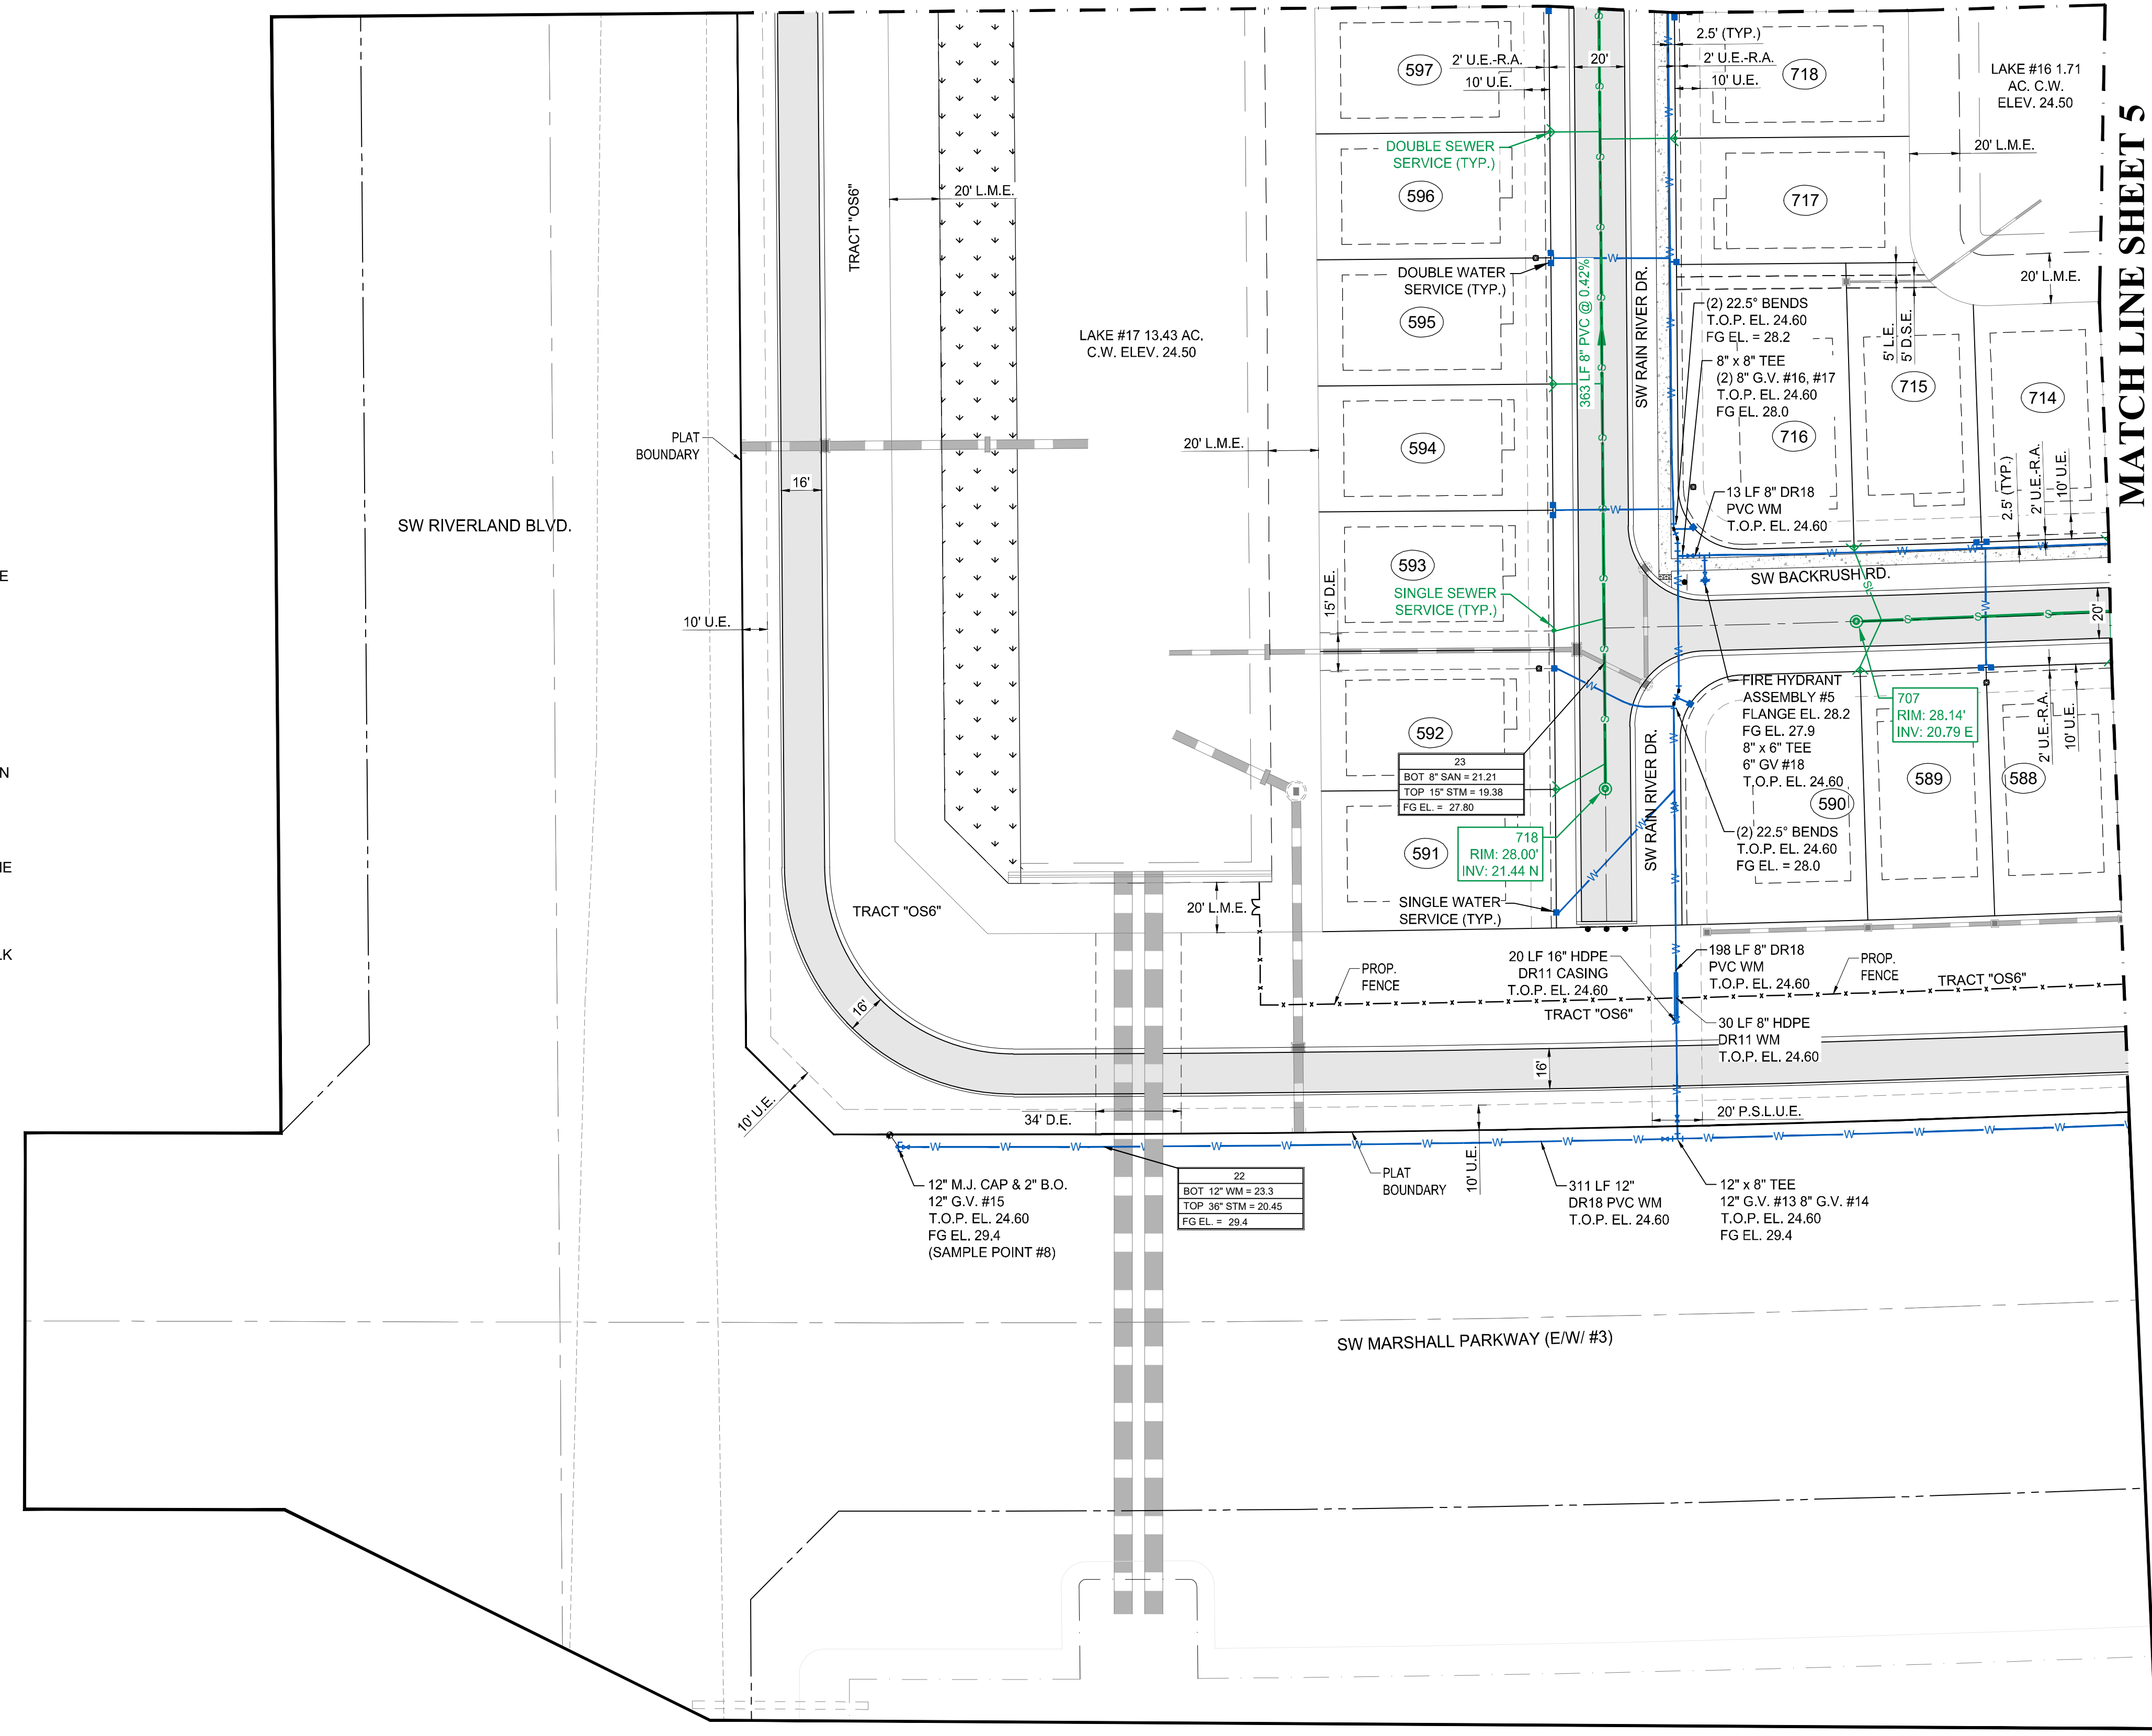 597
2' U.E.-R.A.
10' U.E.
20'
2.5' (TYP.)
2' U.E.-R.A.
10' U.E.
718
LAKE #16 1.71
AC. C.W.
ELEV. 24.50
20' L.M.E.
MATCH LINE SHEET 5
DOUBLE SEWER
SERVICE (TYP.)
596
717
TRACT "OS6"
20' L.M.E.
DOUBLE WATER
SERVICE (TYP.)
595
363 LF 8" PVC @ 0.42%
SW RAIN RIVER DR.
20' L.M.E.
(2) 22.5° BENDS
T.O.P. EL. 24.60
FG EL. = 28.2
5' L.E.
5' D.S.E.
LAKE #17 13.43 AC.
C.W. ELEV. 24.50
8" x 8" TEE
(2) 8" G.V. #16, #17
T.O.P. EL. 24.60
FG EL. 28.0
715
714
716
PLAT
BOUNDARY
20' L.M.E.
594
16'
13 LF 8" DR18
PVC WM
T.O.P. EL. 24.60
2.5' (TYP.)
2' U.E.-R.A.
10' U.E.
SW RIVERLAND BLVD.
593
SW BACKRUSH RD.
E
SINGLE SEWER
SERVICE (TYP.)
15' D.E.
10' U.E.
20'
FIRE HYDRANT
ASSEMBLY #5
FLANGE EL. 28.2
FG EL. 27.9
8" x 6" TEE
6" GV #18
T.O.P. EL. 24.60
707
RIM: 28.14'
INV: 20.79 E
2' U.E.-R.A.
10' U.E.
592
23
BOT 8" SAN = 21.21
TOP 15" STM = 19.38
FG EL. = 27.80
N
589
588
590
SW RAIN RIVER DR.
718
RIM: 28.00'
INV: 21.44 N
591
(2) 22.5° BENDS
T.O.P. EL. 24.60
FG EL. = 28.0
NE
TRACT "OS6"
20' L.M.E.
SINGLE WATER
SERVICE (TYP.)
LK
PROP.
FENCE
20 LF 16" HDPE
DR11 CASING
T.O.P. EL. 24.60
198 LF 8" DR18
PVC WM
T.O.P. EL. 24.60
PROP.
FENCE
TRACT "OS6"
TRACT "OS6"
16'
30 LF 8" HDPE
DR11 WM
T.O.P. EL. 24.60
16'
10' U.E.
34' D.E.
20' P.S.L.U.E.
10' U.E.
PLAT
BOUNDARY
12" M.J. CAP & 2" B.O.
12" G.V. #15
T.O.P. EL. 24.60
FG EL. 29.4
(SAMPLE POINT #8)
22
BOT 12" WM = 23.3
TOP 36" STM = 20.45
FG EL. = 29.4
311 LF 12"
DR18 PVC WM
T.O.P. EL. 24.60
12" x 8" TEE
12" G.V. #13 8" G.V. #14
T.O.P. EL. 24.60
FG EL. 29.4
SW MARSHALL PARKWAY (E/W/ #3)